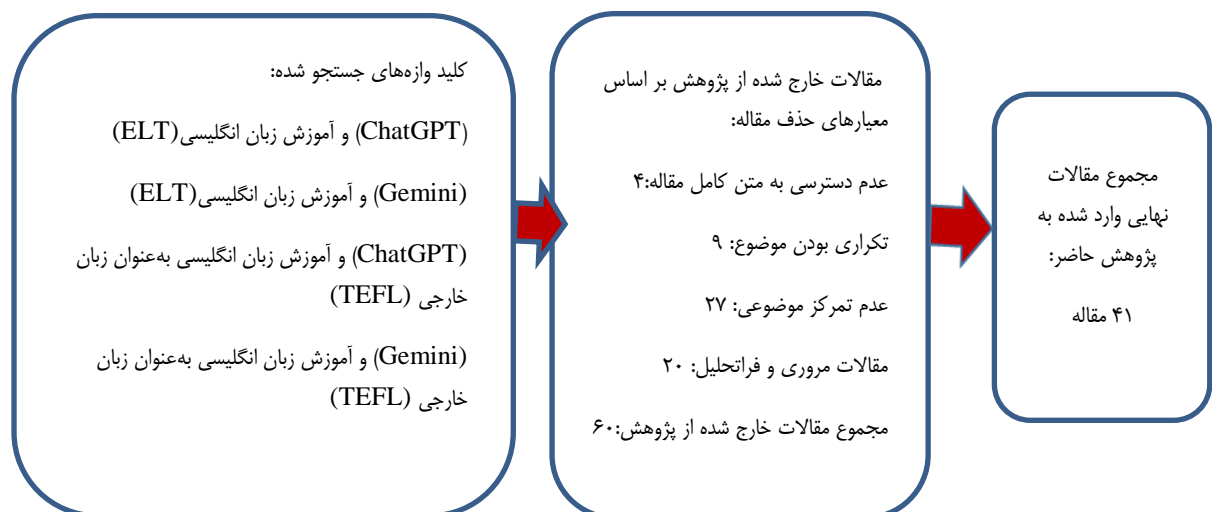 کلید واژه‌های جستجو شده:
(ChatGPT) و آموزش زبان انگلیسی(ELT)
(Gemini) و آموزش زبان انگلیسی(ELT)
(ChatGPT) و آموزش زبان انگلیسی به‌عنوان زبان
خارجی (TEFL)
(Gemini) و آموزش زبان انگلیسی به‌عنوان زبان
خارجی (TEFL)
مقالات خارج شده از پژوهش بر اساس
معیارهای حذف مقاله:
عدم دسترسی به متن کامل مقاله:۴
تکراری بودن موضوع: ۹
عدم تمرکز موضوعی: ۲۷
مقالات مروری و فراتحلیل: ۲۰
مجموع مقالات خارج شده از پژوهش:۶۰
مجموع مقالات
نهایی وارد شده به
پژوهش حاضر:
۴۱ مقاله